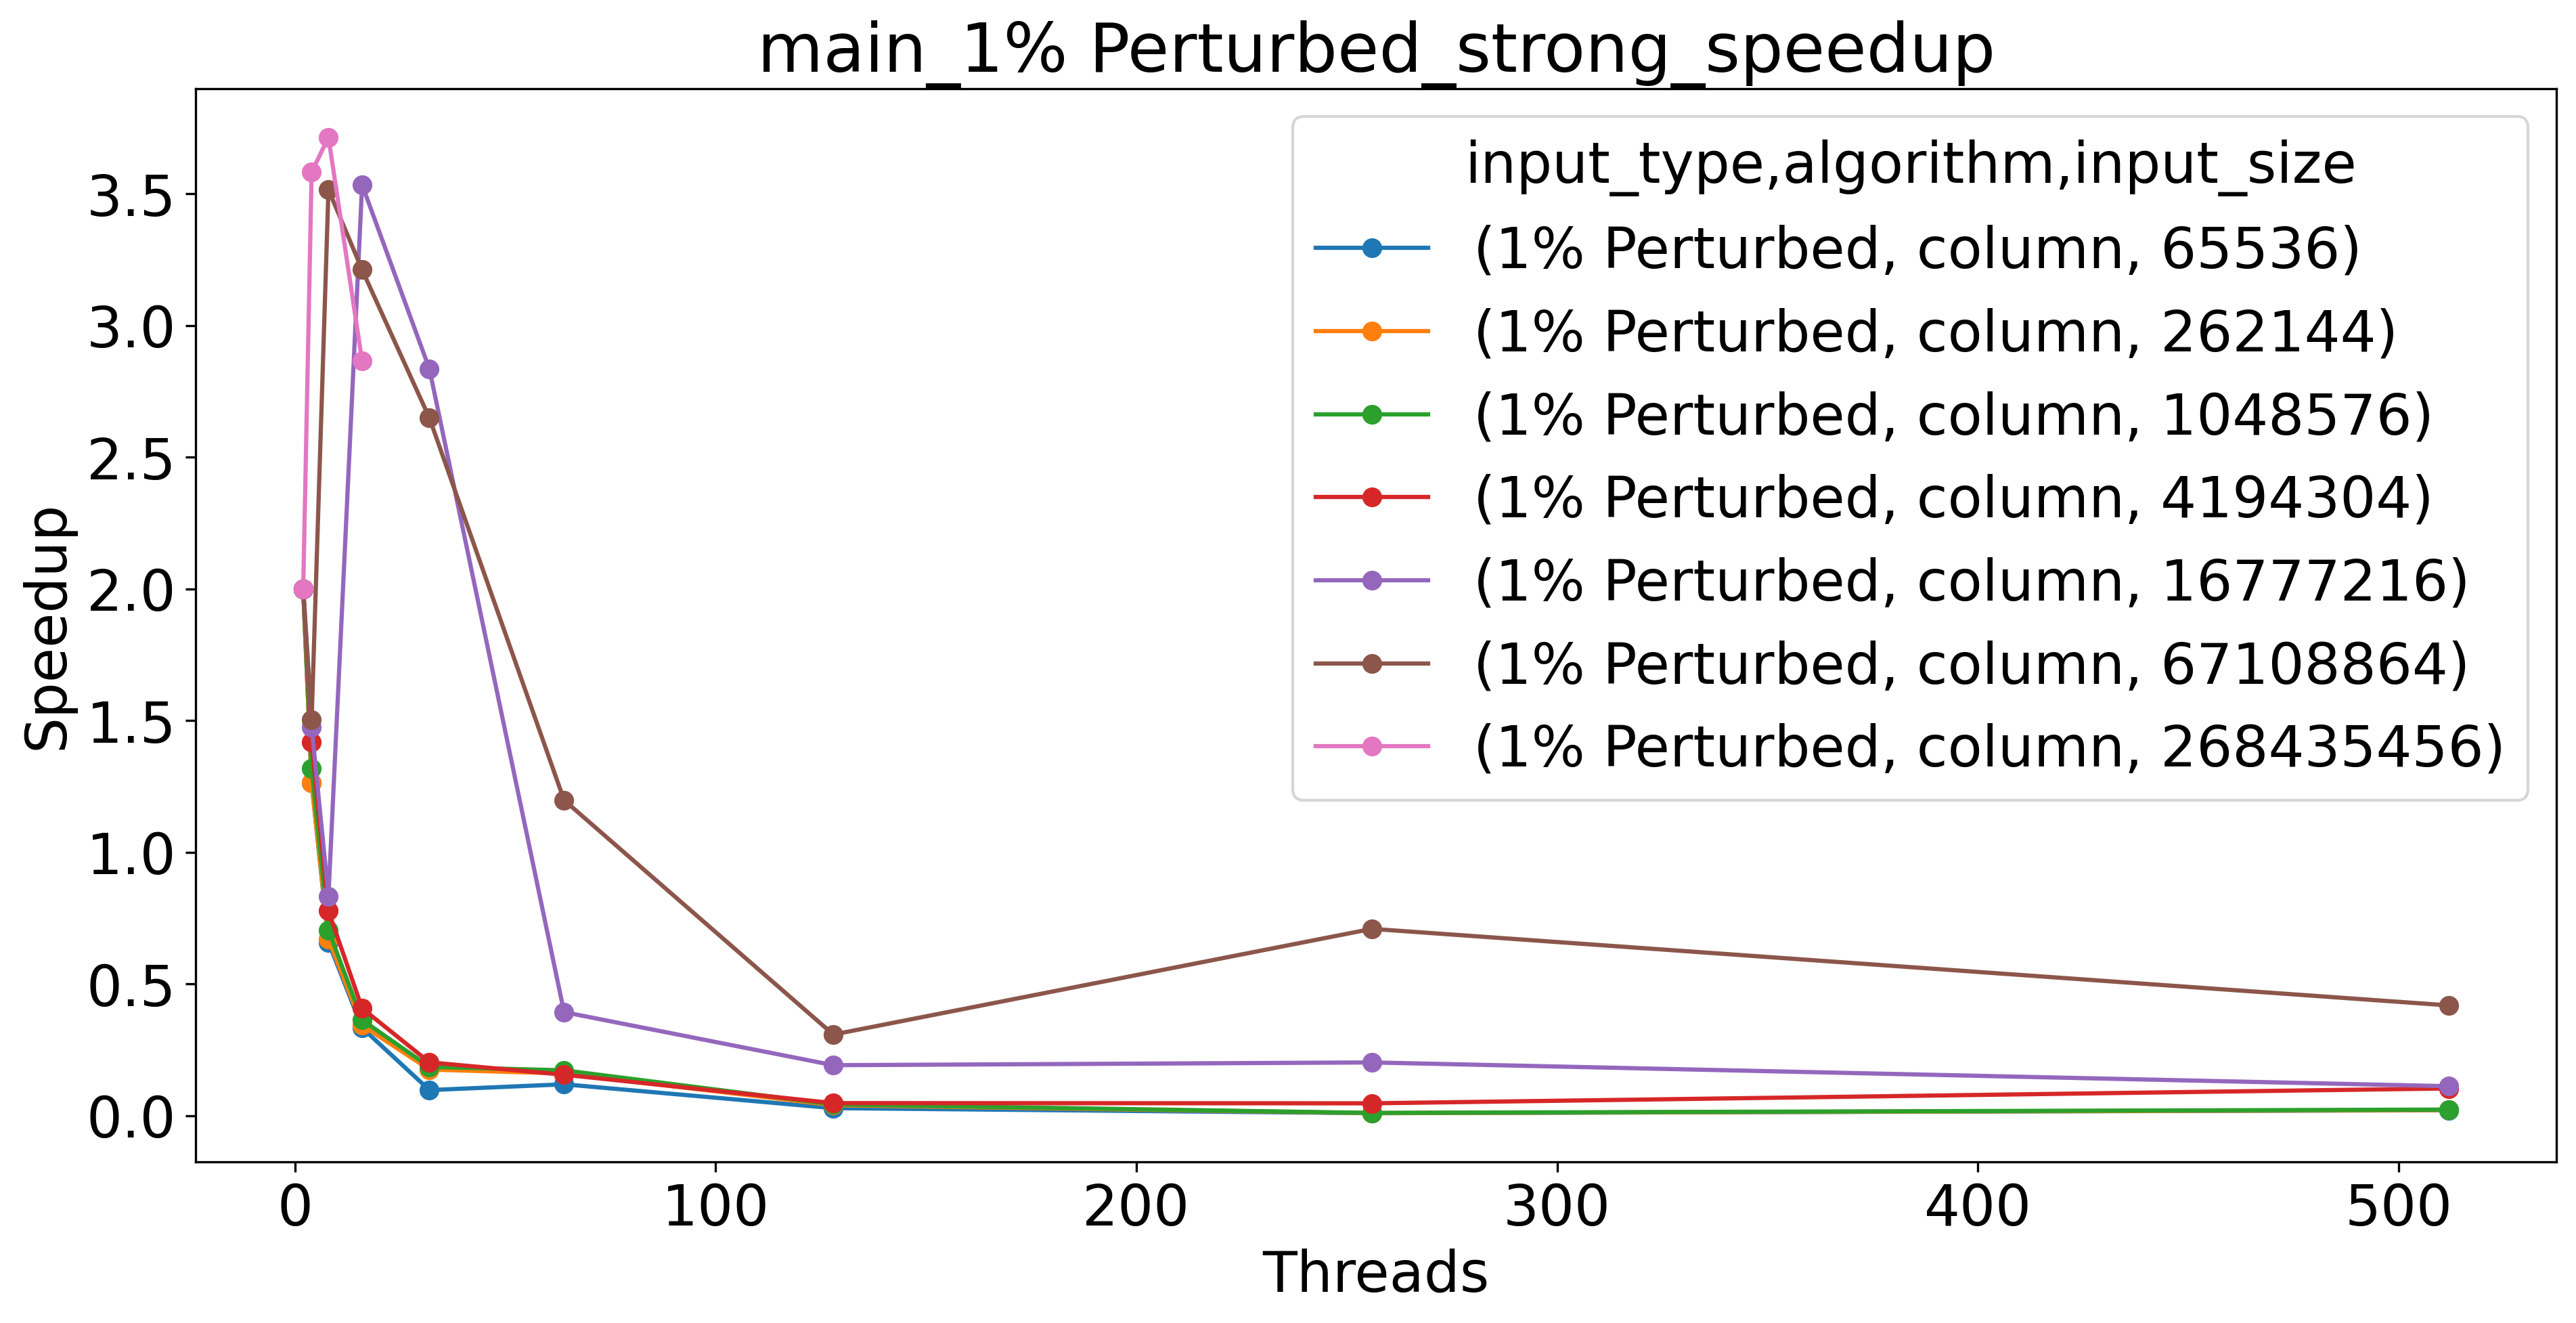 main_1% Perturbed_strong_speedup
Speedup
3.5
3.0
2.5
2.0
1.5
1.0
0.5
0.0
input_type,algorithm,input_size
(1% Perturbed, column, 65536)
(1% Perturbed, column, 262144)
(1% Perturbed, column, 1048576)
(1% Perturbed, column, 4194304)
(1% Perturbed, column, 16777216)
(1% Perturbed, column, 67108864)
(1% Perturbed, column, 268435456)
0 100 200 300 400 500
Threads